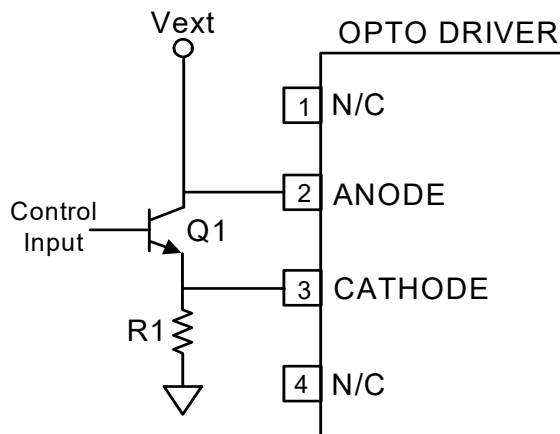 Vext
OPTO DRIVER
1 N/C
2 ANODE
Control
Input
Q1
3 CATHODE
R1
4 N/C